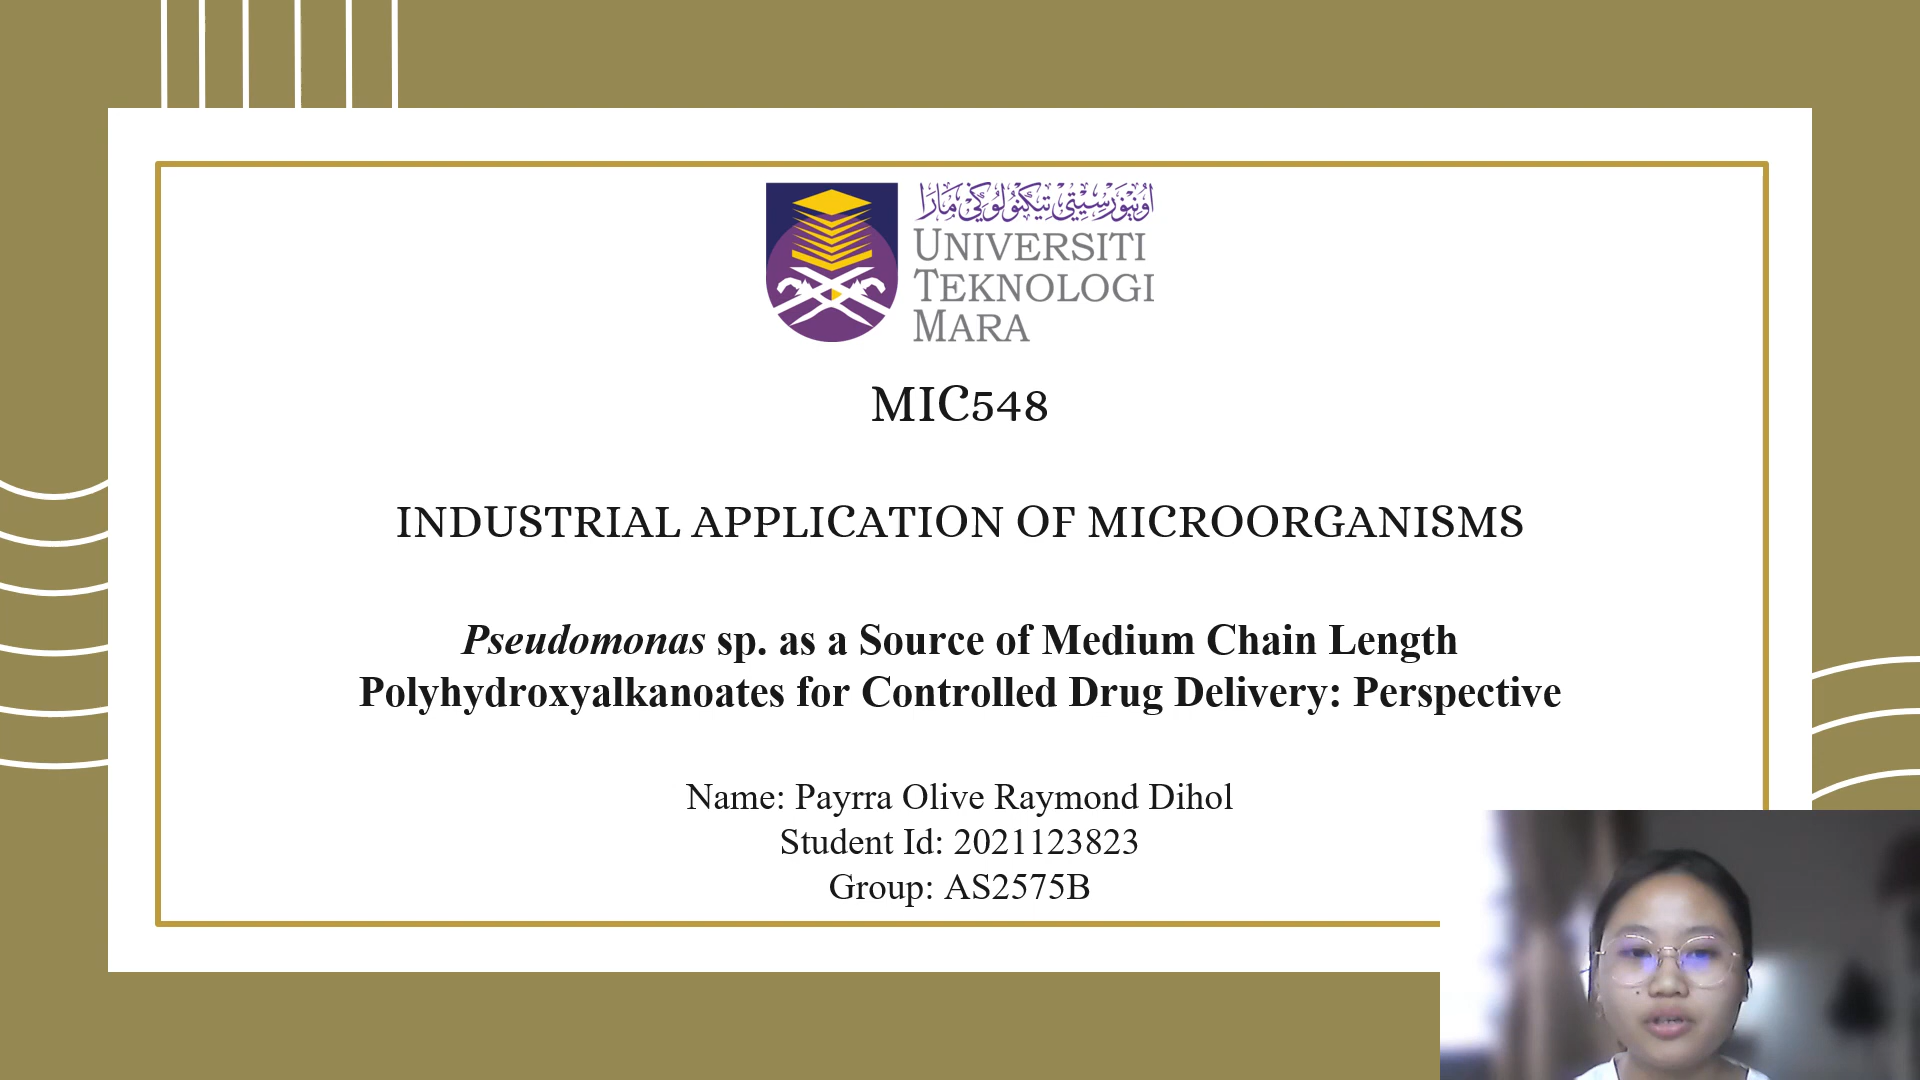 اونيۏرسيتي تيكنولوݢي مارا
UNIVERSITI
TEKNOLOGI
MARA
MIC548
INDUSTRIAL APPLICATION OF MICROORGANISMS
Pseudomonas sp. as a Source of Medium Chain Length
Polyhydroxyalkanoates for Controlled Drug Delivery: Perspective
Name: Payrra Olive Raymond Dihol
Student Id: 2021123823
Group: AS2575B